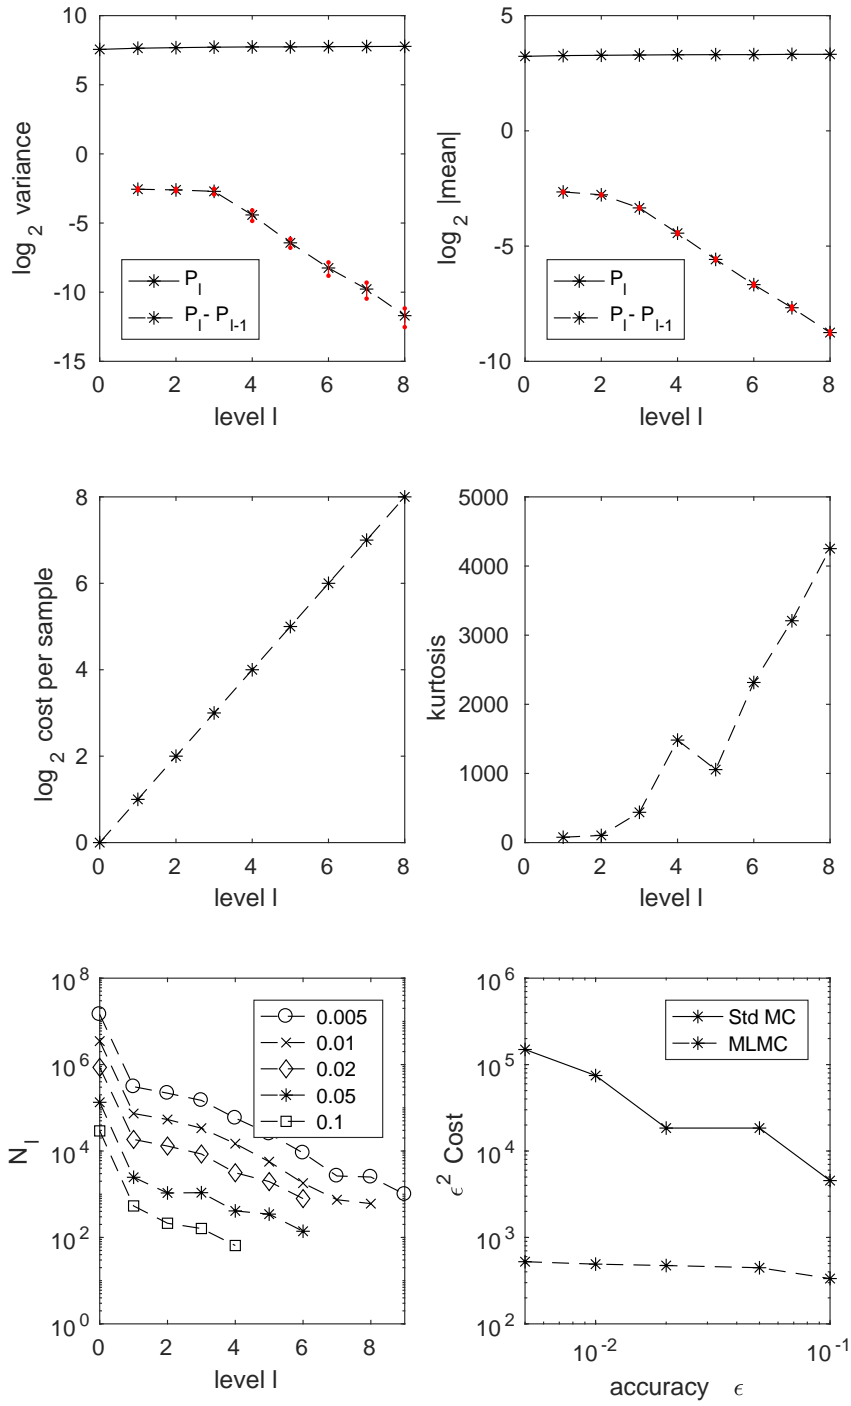 10
5
0
-5
-10
-15
0 2 4 6 8
level l
log 2 variance
P l
P l - P l-1
5
0
-5
-10
0 2 4 6 8
level l
log 2 |mean|
P l
P l - P l-1
8
6
4
2
0
0 2 4 6 8
level l
log 2 cost per sample
5000
4000
3000
2000
1000
0
0 2 4 6 8
level l
kurtosis
10^8
10^6
10^4
10^2
10^0
0 2 4 6 8
level l
N l
0.005
0.01
0.02
0.05
0.1
10^6
10^5
10^4
10^3
10^2
10^-2 10^-1
accuracy ϵ
ϵ^2 Cost
Std MC
MLMC